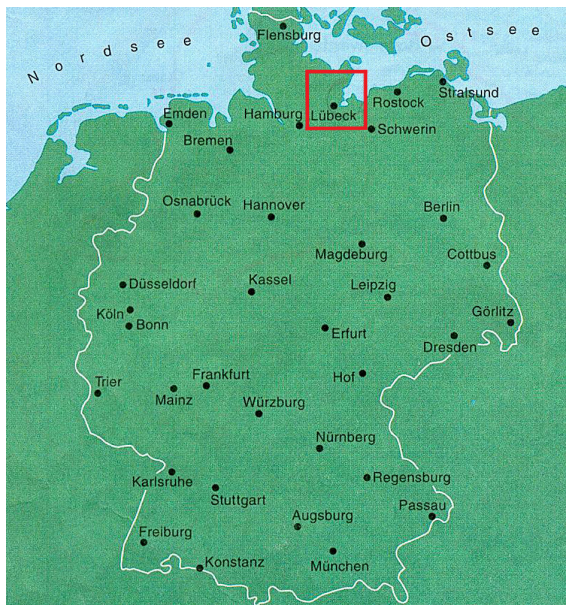 Nordsee
Ostsee
Flensburg
Stralsund
Rostock
Emden
Hamburg
Lübeck
Schwerin
Bremen
Osnabrück
Hannover
Berlin
Magdeburg
Cottbus
Düsseldorf
Kassel
Leipzig
Köln
Görlitz
Bonn
Erfurt
Dresden
Frankfurt
Hof
Trier
Mainz
Würzburg
Nürnberg
Karlsruhe
Regensburg
Stuttgart
Passau
Augsburg
Freiburg
Konstanz
München